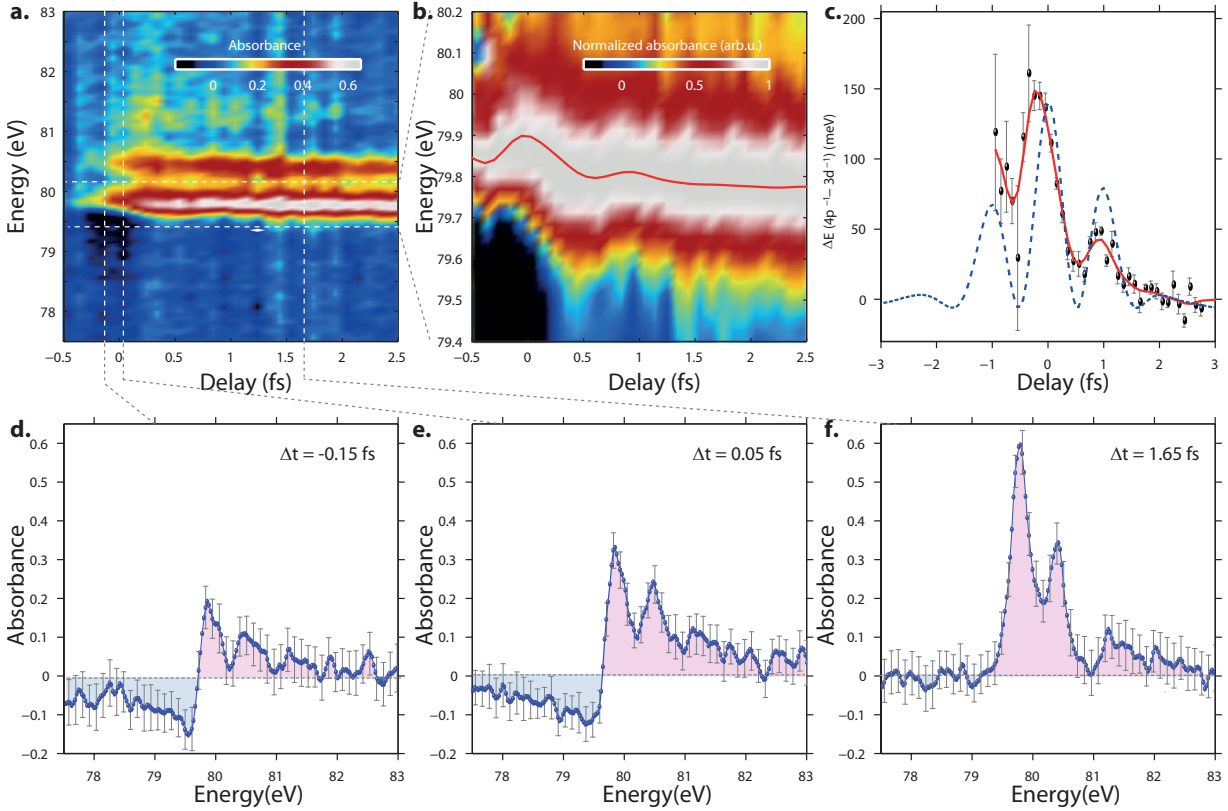 a.
83
82
81
80
79
78
Energy (eV)
Absorbance
0 0.2 0.4 0.6
−0.5 0 0.5 1 1.5 2 2.5
Delay (fs)
b.
80.2
80.1
80
79.9
79.8
79.7
79.6
79.5
79.4
Energy (eV)
Normalized absorbance (arb.u.)
0 0.5 1
−0.5 0 0.5 1 1.5 2 2.5
Delay (fs)
c.
200
150
100
50
0
ΔE (4p⁻¹– 3d⁻¹) (meV)
−3 −2 −1 0 1 2 3
Delay (fs)
d.
Δt = -0.15 fs
0.6
0.5
0.4
0.3
0.2
0.1
0
−0.1
−0.2
Absorbance
78 79 80 81 82 83
Energy(eV)
e.
Δt = 0.05 fs
0.6
0.5
0.4
0.3
0.2
0.1
0
−0.1
−0.2
Absorbance
78 79 80 81 82 83
Energy(eV)
f.
Δt = 1.65 fs
0.6
0.5
0.4
0.3
0.2
0.1
0
−0.1
−0.2
Absorbance
78 79 80 81 82 83
Energy(eV)